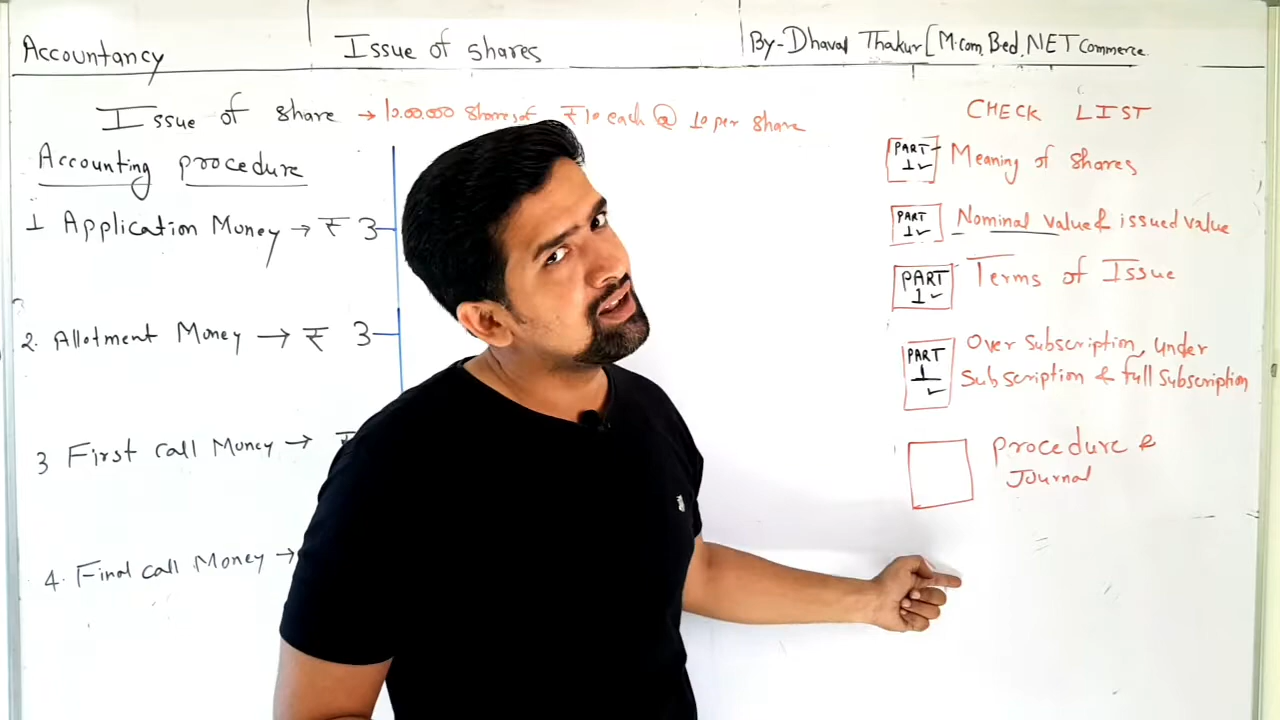 Accountancy
Issue of shares
By-Dhaval Thakur [M.com, Bed, NET Commerce
Issue of share → 10,00,000 Shares of ₹10 each @ 10 per share
Accounting procedure
1 Application Money → ₹ 3
2. Allotment Money → ₹ 3
3 First call Money → ₹
4. Final call Money →
CHECK LIST
PART 1 ✓ Meaning of shares
PART 1 ✓ Nominal value & issued value
PART 1 ✓ Terms of Issue
PART 1 ✓ Over Subscription, under
Subscription & full Subscription
procedure &
Journal